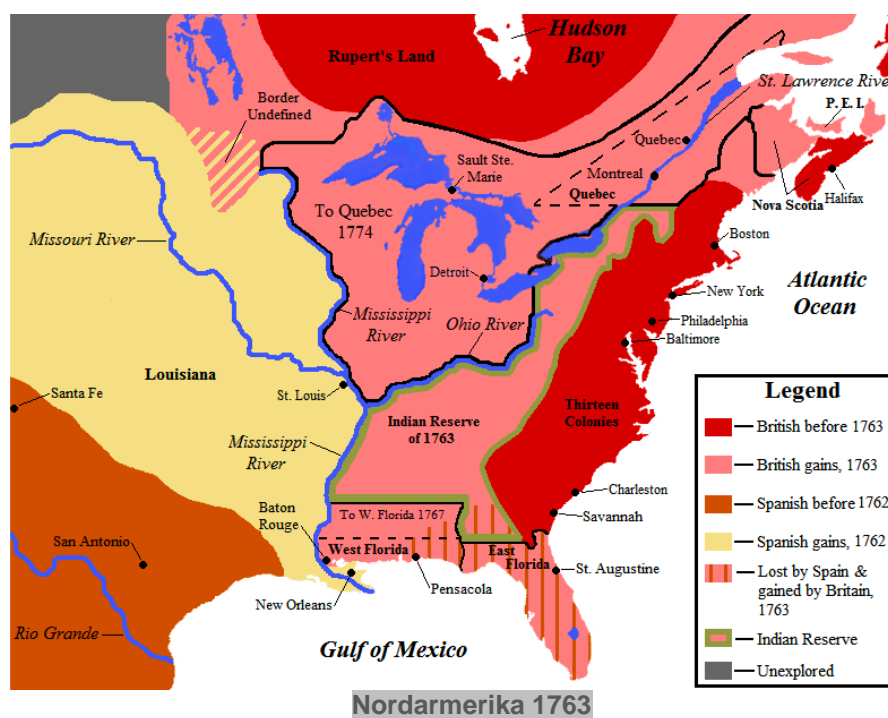 Hudson
Bay
Rupert's Land
St. Lawrence River
Border
Undefined
P. E. I.
Quebec
Sault Ste.
Marie
Montreal
Quebec
Halifax
Nova Scotia
To Quebec
1774
Missouri River
Boston
Detroit
Atlantic
Ocean
New York
Mississippi
River
Ohio River
Philadelphia
Baltimore
Louisiana
St. Louis
Santa Fe
Indian Reserve
of 1763
Thirteen
Colonies
Mississippi
River
Charleston
Baton
Rouge
To W. Florida 1767
Savannah
San Antonio
West Florida
East
Florida
St. Augustine
New Orleans
Pensacola
Rio Grande
Gulf of Mexico
Legend
British before 1763
British gains, 1763
Spanish before 1762
Spanish gains, 1762
Lost by Spain &
gained by Britain,
1763
Indian Reserve
Unexplored
Nordarmerika 1763